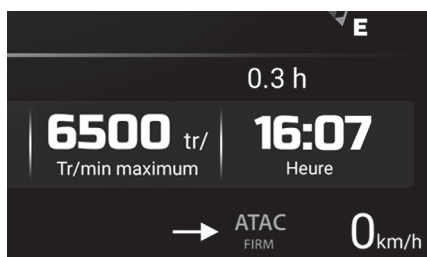 E
0.3 h
6500 tr/ 16:07
Tr/min maximum Heure
ATAC
FIRM
0km/h